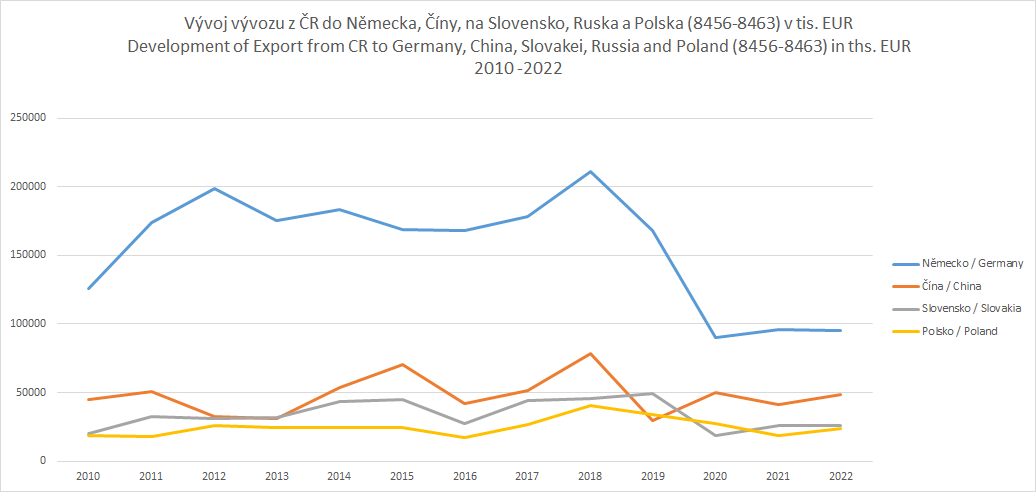 Vývoj vývozu z ČR do Německa, Číny, na Slovensko, Ruska a Polska (8456-8463) v tis. EUR
Development of Export from CR to Germany, China, Slovakei, Russia and Poland (8456-8463) in ths. EUR
2010 -2022
250000
200000
150000
100000
50000
0
2010 2011 2012 2013 2014 2015 2016 2017 2018 2019 2020 2021 2022
Německo / Germany
Čína / China
Slovensko / Slovakia
Polsko / Poland